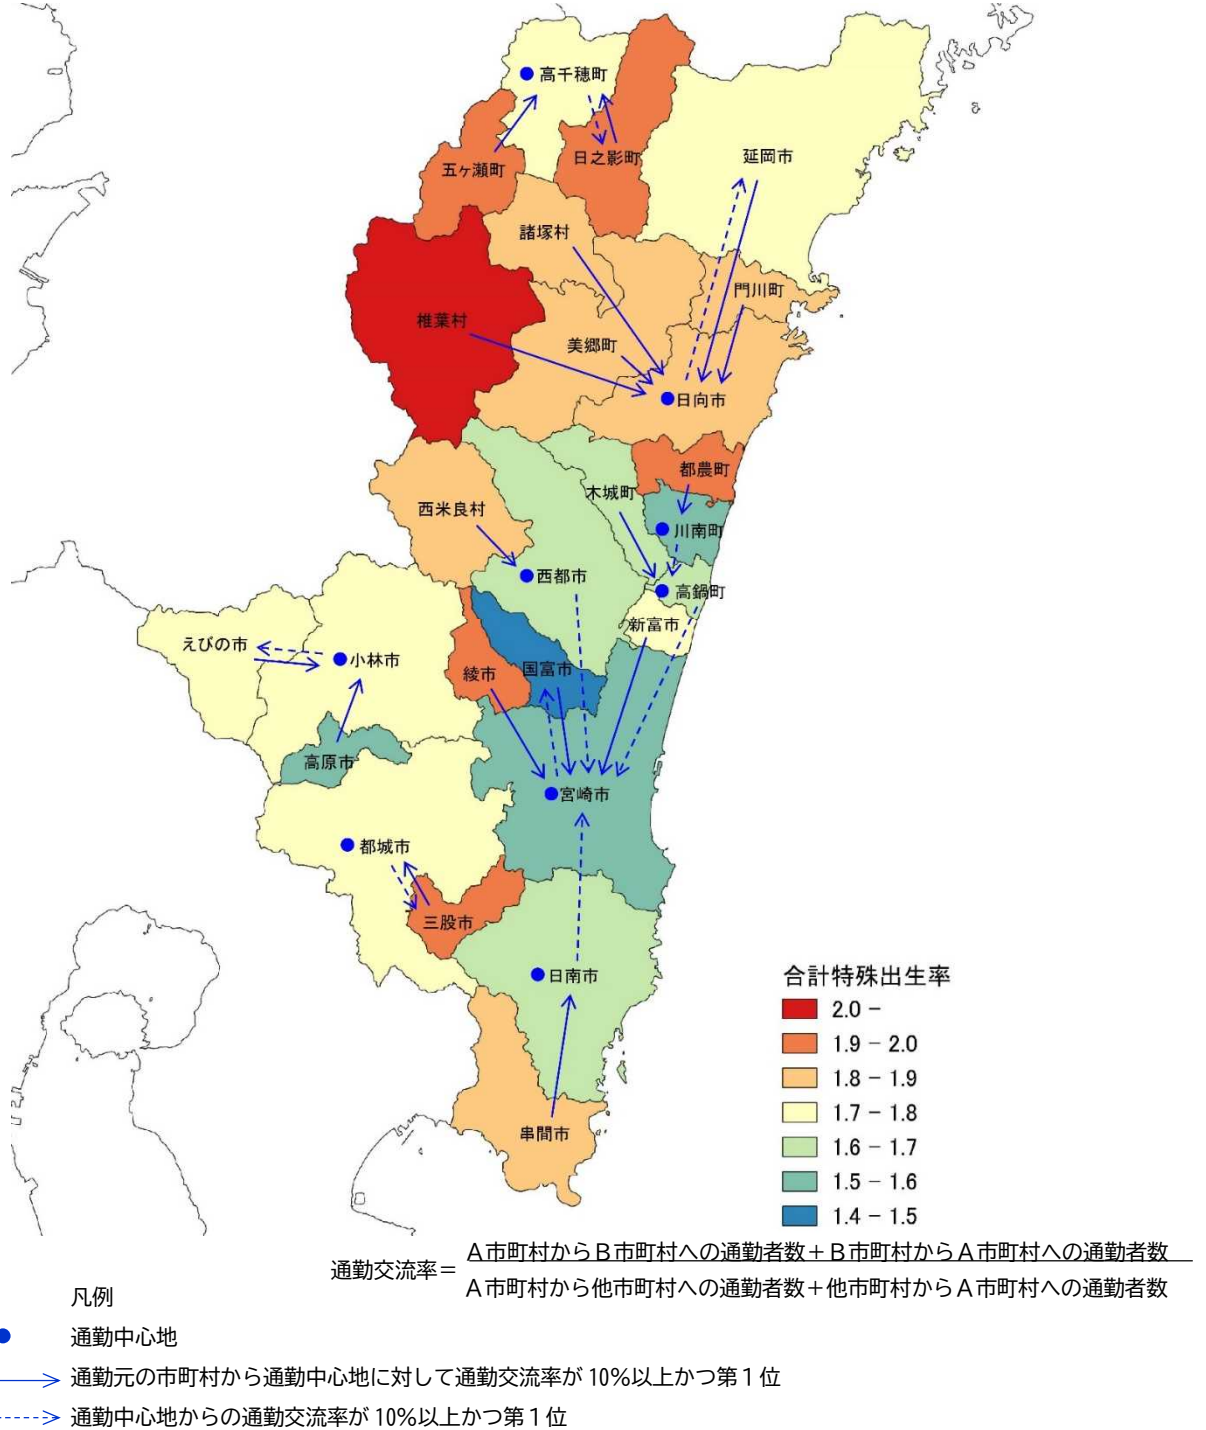 高千穂町
延岡市
日之影町
五ヶ瀬町
諸塚村
門川町
椎葉村
美郷町
日向市
都農町
木城町
西米良村
川南町
西都市
高鍋町
新富市
えびの市
小林市
国富市
綾市
高原市
宮崎市
都城市
三股市
日南市
串間市
合計特殊出生率
2.0 −
1.9 − 2.0
1.8 − 1.9
1.7 − 1.8
1.6 − 1.7
1.5 − 1.6
1.4 − 1.5
通勤交流率＝
Ａ市町村からＢ市町村への通勤者数＋Ｂ市町村からＡ市町村への通勤者数
Ａ市町村から他市町村への通勤者数＋他市町村からＡ市町村への通勤者数
凡例
通勤中心地
通勤元の市町村から通勤中心地に対して通勤交流率が 10%以上かつ第１位
通勤中心地からの通勤交流率が 10%以上かつ第１位